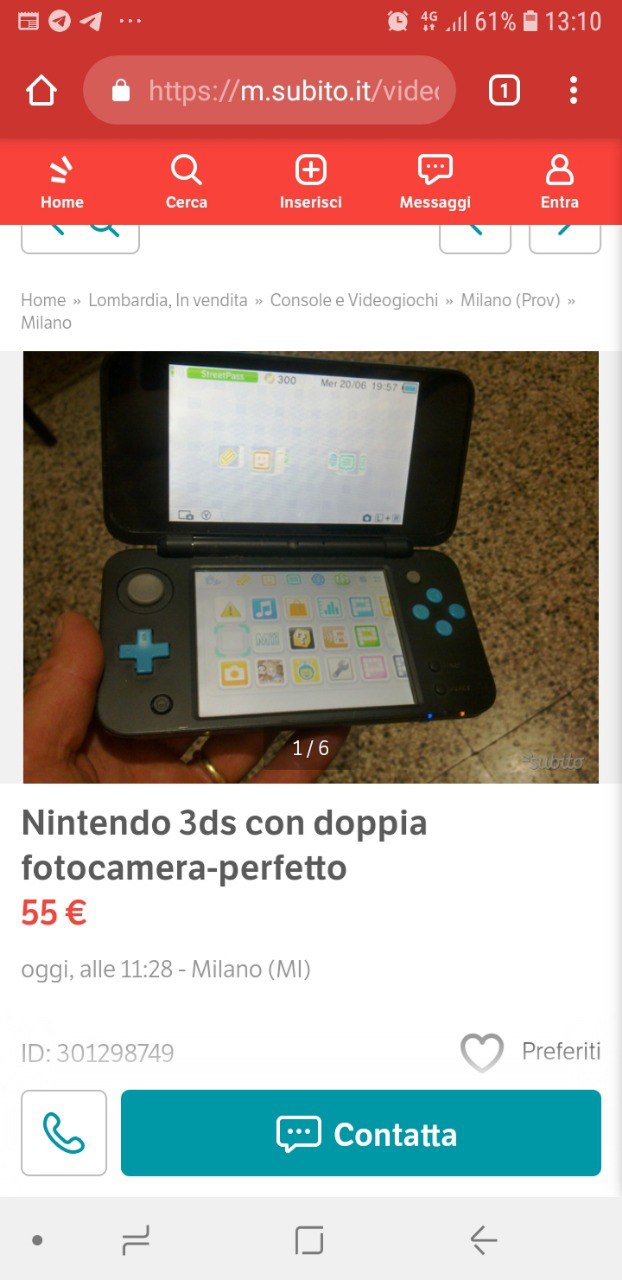 4G 61% 13:10
https://m.subito.it/videc
1
Home Cerca Inserisci Messaggi Entra
Home » Lombardia, In vendita » Console e Videogiochi » Milano (Prov) »
Milano
StreetPass 300 Mer 20/06 19:57
Mii
1 / 6
subito
Nintendo 3ds con doppia
fotocamera-perfetto
55 €
oggi, alle 11:28 - Milano (MI)
ID: 301298749
Preferiti
Contatta